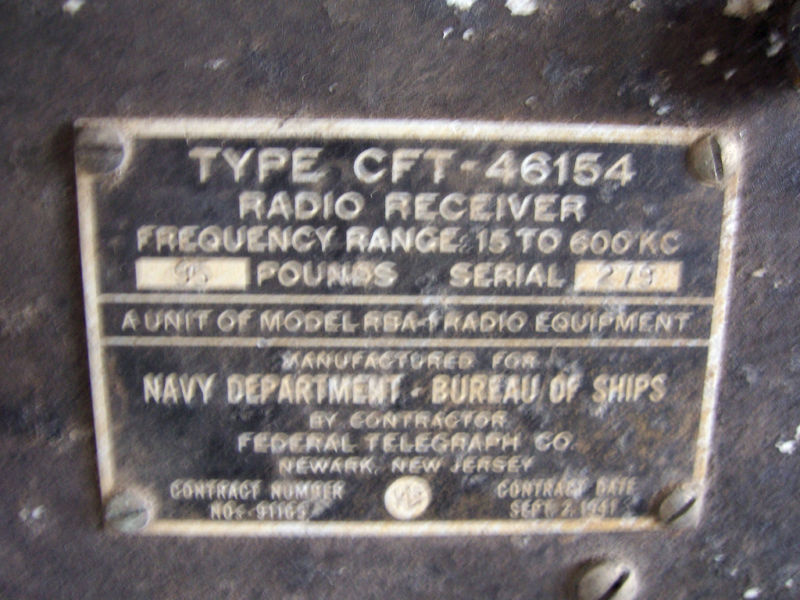 TYPE CFT-46154
RADIO RECEIVER
FREQUENCY RANGE: 15 TO 600 KC
POUNDS SERIAL 279
A UNIT OF MODEL RBA-1 RADIO EQUIPMENT
MANUFACTURED FOR
NAVY DEPARTMENT - BUREAU OF SHIPS
BY CONTRACTOR
FEDERAL TELEGRAPH CO.
NEWARK, NEW JERSEY
CONTRACT NUMBER CONTRACT DATE
SEPT. 2, 1941